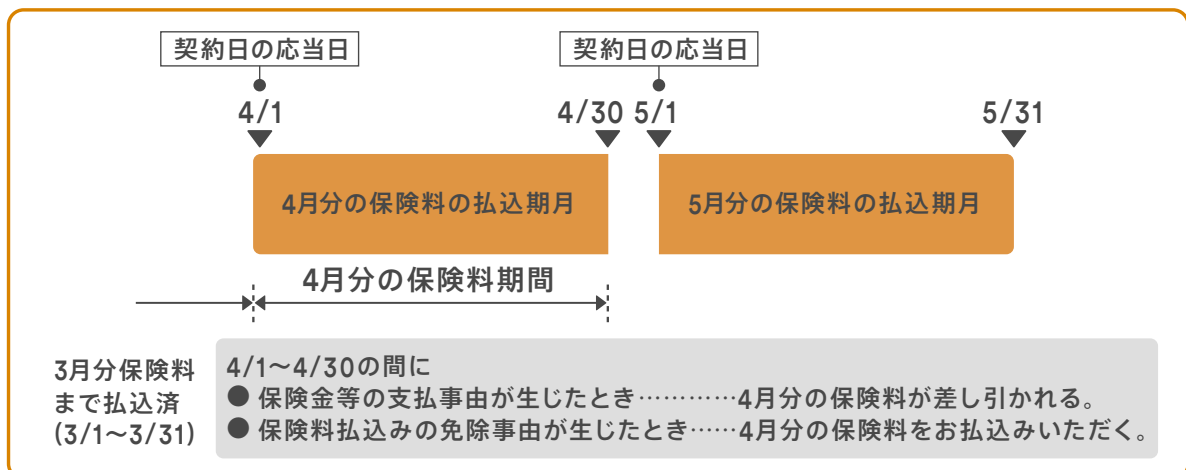 契約日の応当日 契約日の応当日
4/1 4/30 5/1 5/31
4月分の保険料の払込期月 5月分の保険料の払込期月
4月分の保険料期間
3月分保険料
まで払込済
(3/1〜3/31)
4/1〜4/30の間に
● 保険金等の支払事由が生じたとき…………4月分の保険料が差し引かれる。
● 保険料払込みの免除事由が生じたとき……4月分の保険料をお払込みいただく。